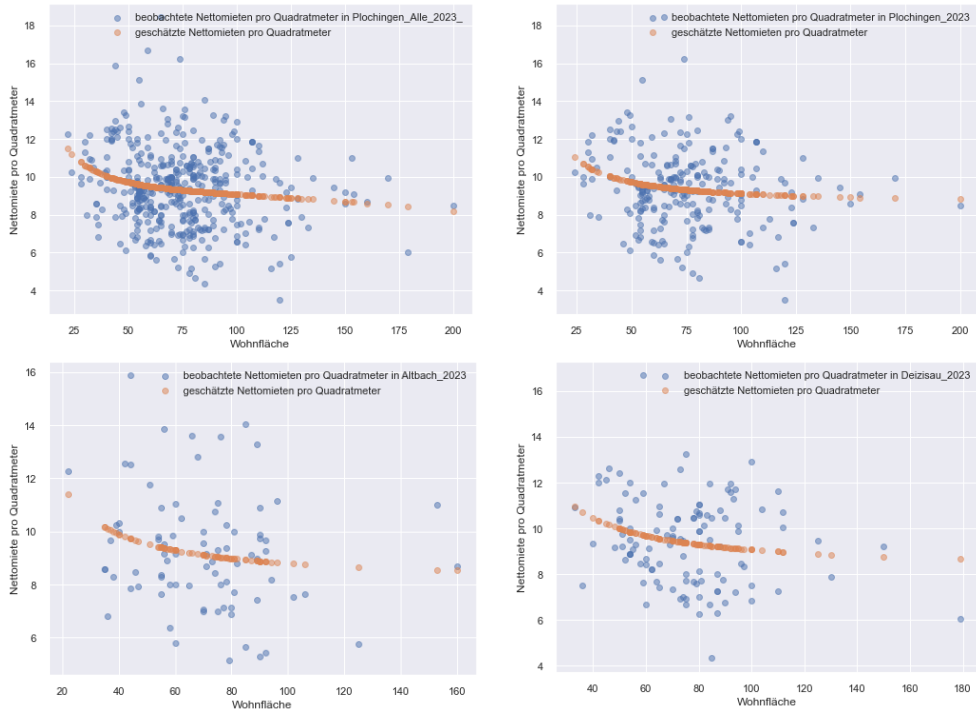 beobachtete Nettomieten pro Quadratmeter in Plochingen_Alle_2023_
geschätzte Nettomieten pro Quadratmeter
Nettomiete pro Quadratmeter
16
14
12
10
8
6
4
25 50 75 100 125 150 175 200
Wohnfläche
beobachtete Nettomieten pro Quadratmeter in Plochingen_2023
geschätzte Nettomieten pro Quadratmeter
Nettomiete pro Quadratmeter
16
14
12
10
8
6
4
25 50 75 100 125 150 175 200
Wohnfläche
beobachtete Nettomieten pro Quadratmeter in Altbach_2023
geschätzte Nettomieten pro Quadratmeter
Nettomiete pro Quadratmeter
16
14
12
10
8
6
20 40 60 80 100 120 140 160
Wohnfläche
beobachtete Nettomieten pro Quadratmeter in Deizisau_2023
geschätzte Nettomieten pro Quadratmeter
Nettomiete pro Quadratmeter
16
14
12
10
8
6
4
40 60 80 100 120 140 160 180
Wohnfläche